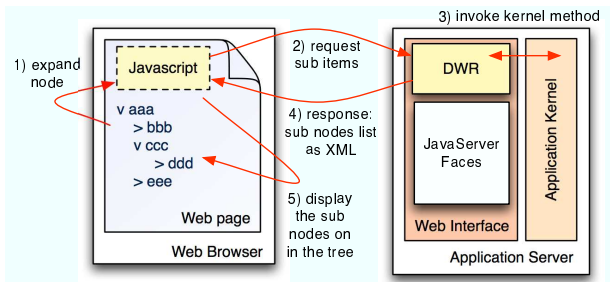 3) invoke kernel method
1) expand
node
Javascript
2) request
sub items
DWR
v aaa
> bbb
v ccc
> ddd
> eee
4) response:
sub nodes list
as XML
JavaServer
Faces
Application Kernel
5) display
the sub
nodes on
in the tree
Web page
Web Interface
Web Browser
Application Server